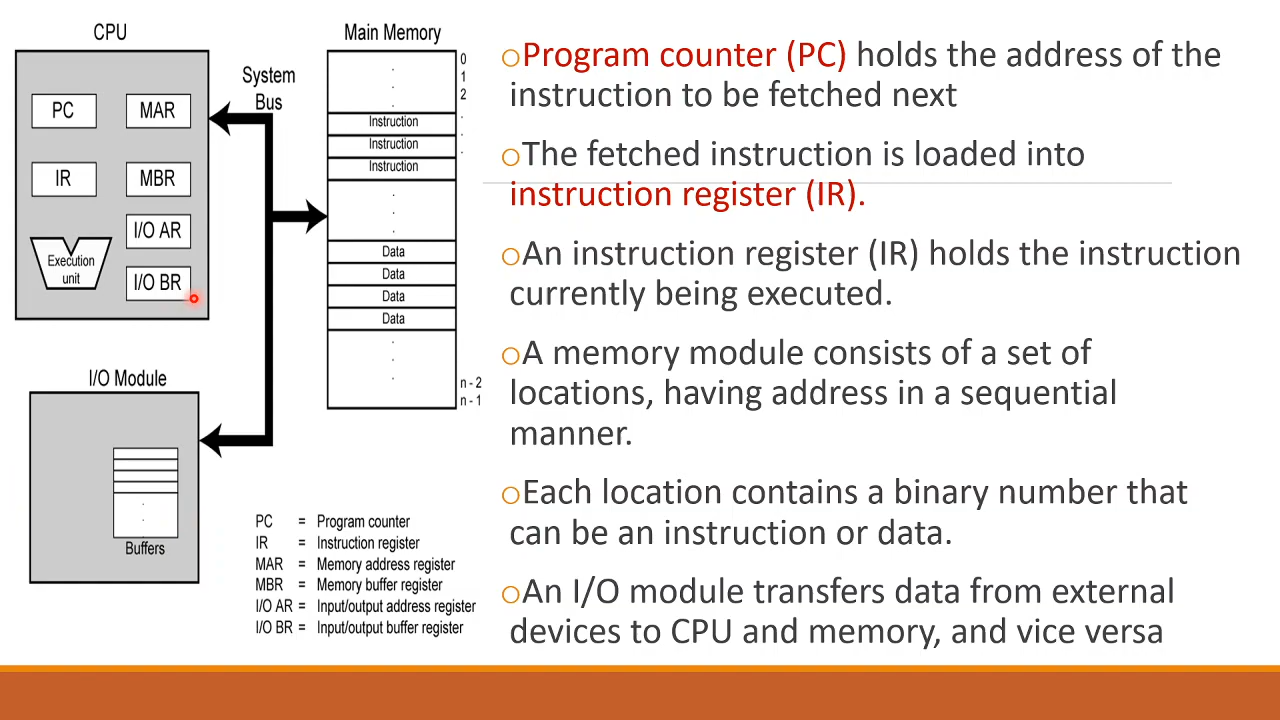 CPU
System
Bus
PC
MAR
IR
MBR
I/O AR
Execution
unit
I/O BR
Main Memory
0
1
2
Instruction
Instruction
Instruction
Data
Data
Data
Data
n - 2
n - 1
I/O Module
Buffers
PC = Program counter
IR = Instruction register
MAR = Memory address register
MBR = Memory buffer register
I/O AR = Input/output address register
I/O BR = Input/output buffer register
Program counter (PC) holds the address of the
instruction to be fetched next
The fetched instruction is loaded into
instruction register (IR).
An instruction register (IR) holds the instruction
currently being executed.
A memory module consists of a set of
locations, having address in a sequential
manner.
Each location contains a binary number that
can be an instruction or data.
An I/O module transfers data from external
devices to CPU and memory, and vice versa